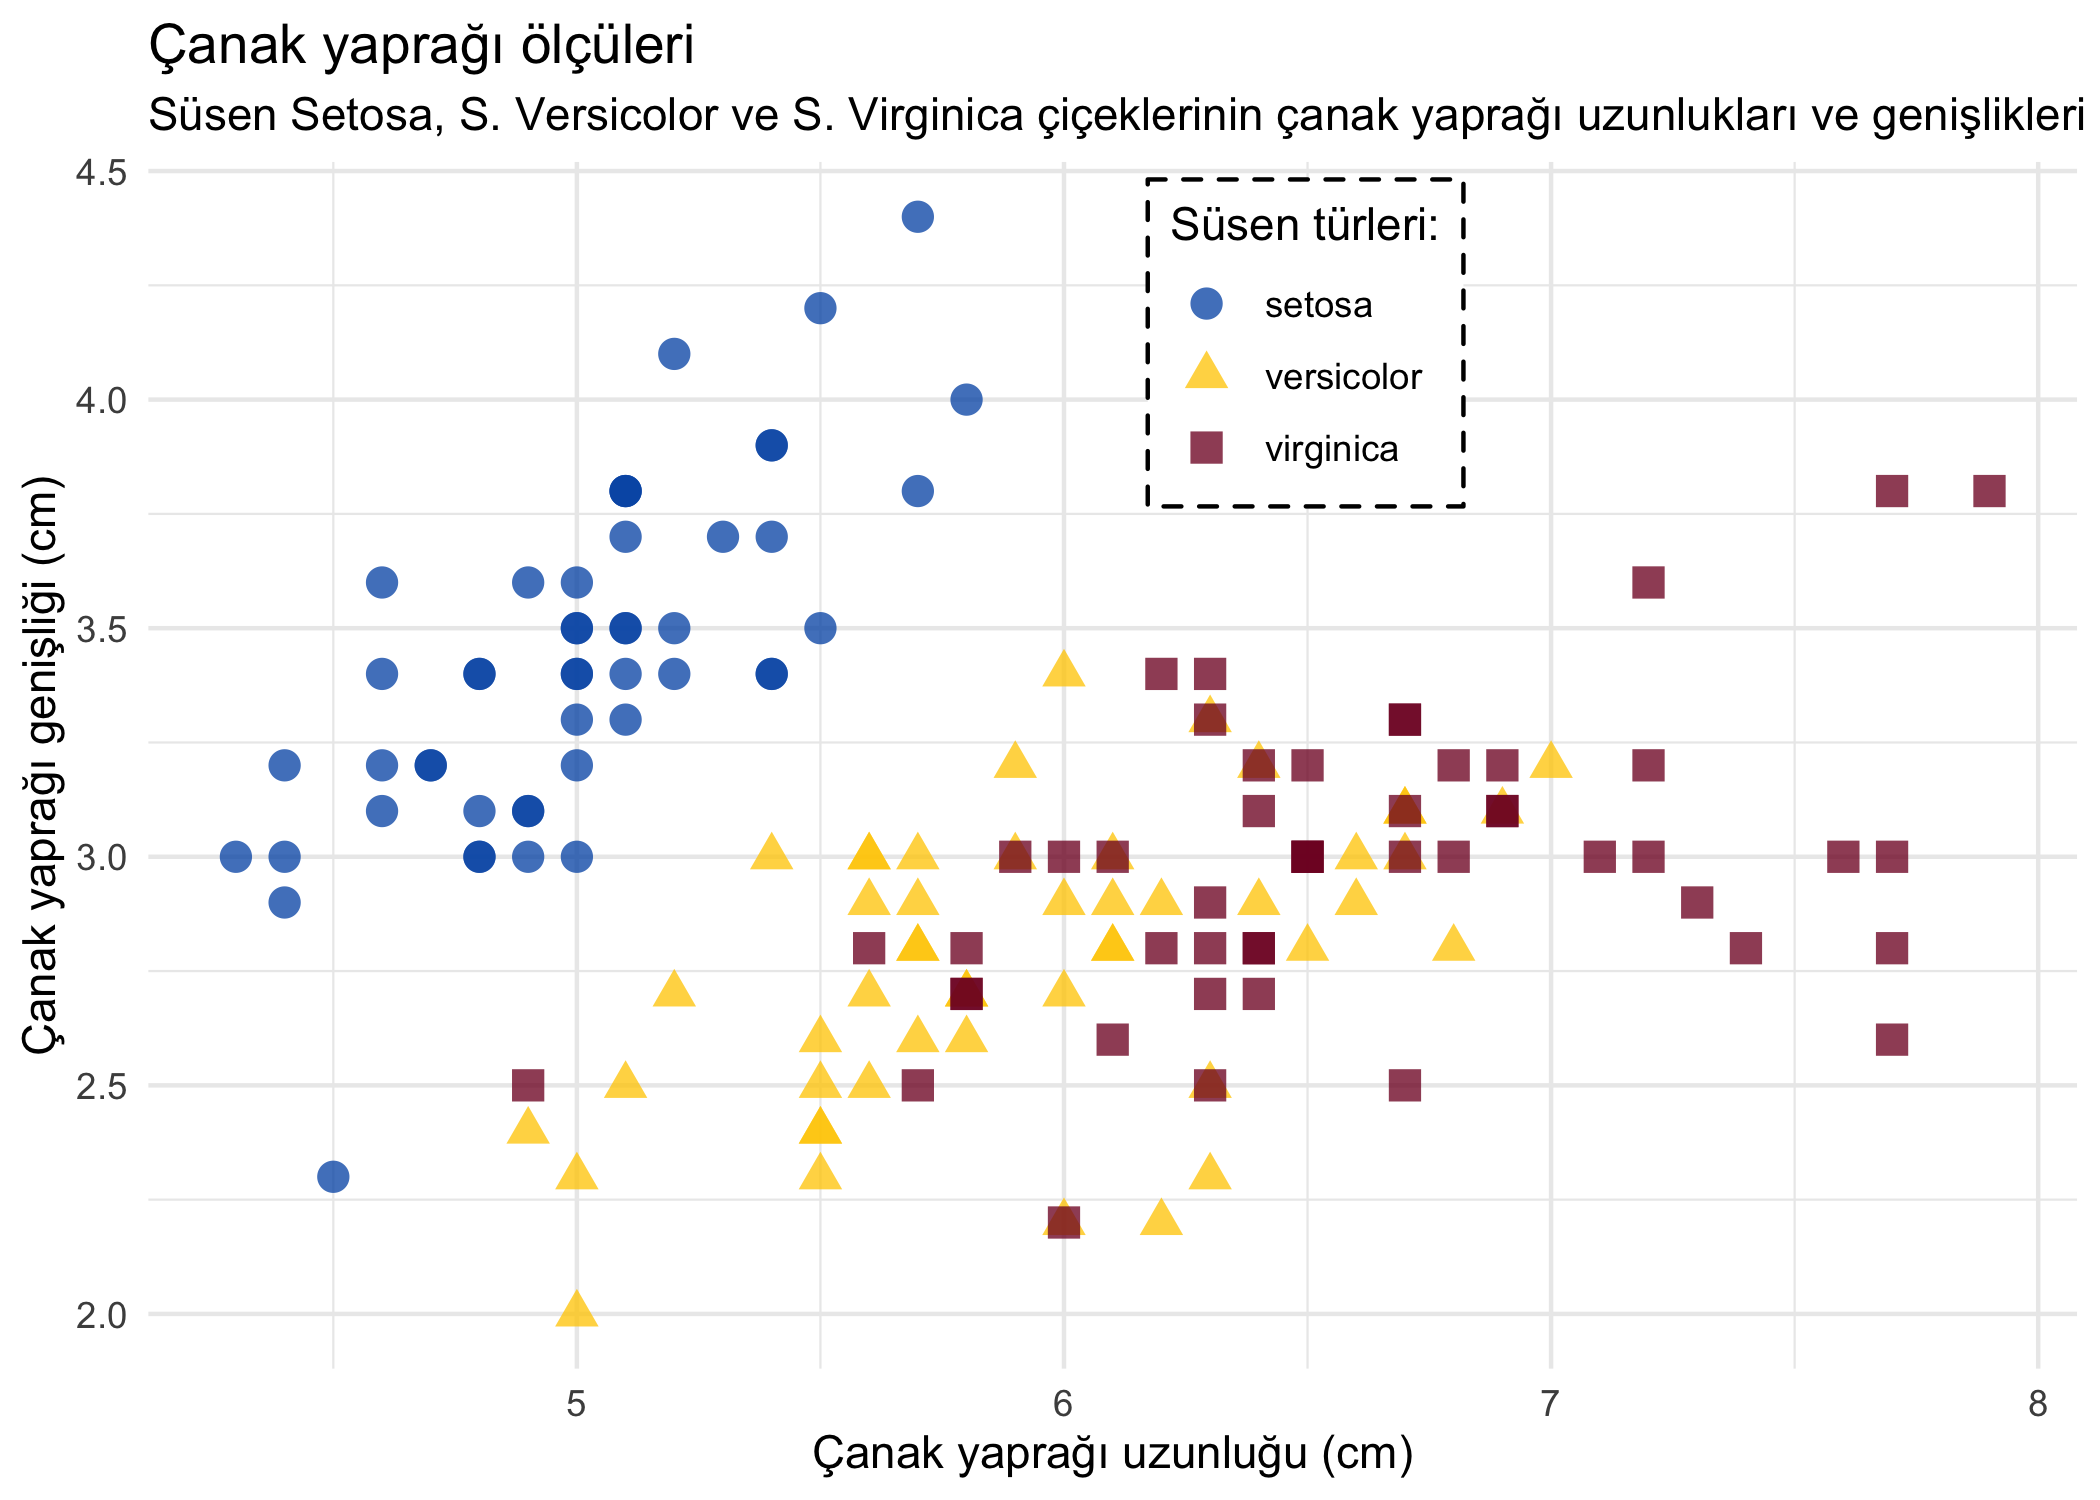 Çanak yaprağı ölçüleri
Süsen Setosa, S. Versicolor ve S. Virginica çiçeklerinin çanak yaprağı uzunlukları ve genişlikleri
4.5
4.0
3.5
3.0
2.5
2.0
Çanak yaprağı genişliği (cm)
Süsen türleri:
setosa
versicolor
virginica
5
6
7
8
Çanak yaprağı uzunluğu (cm)